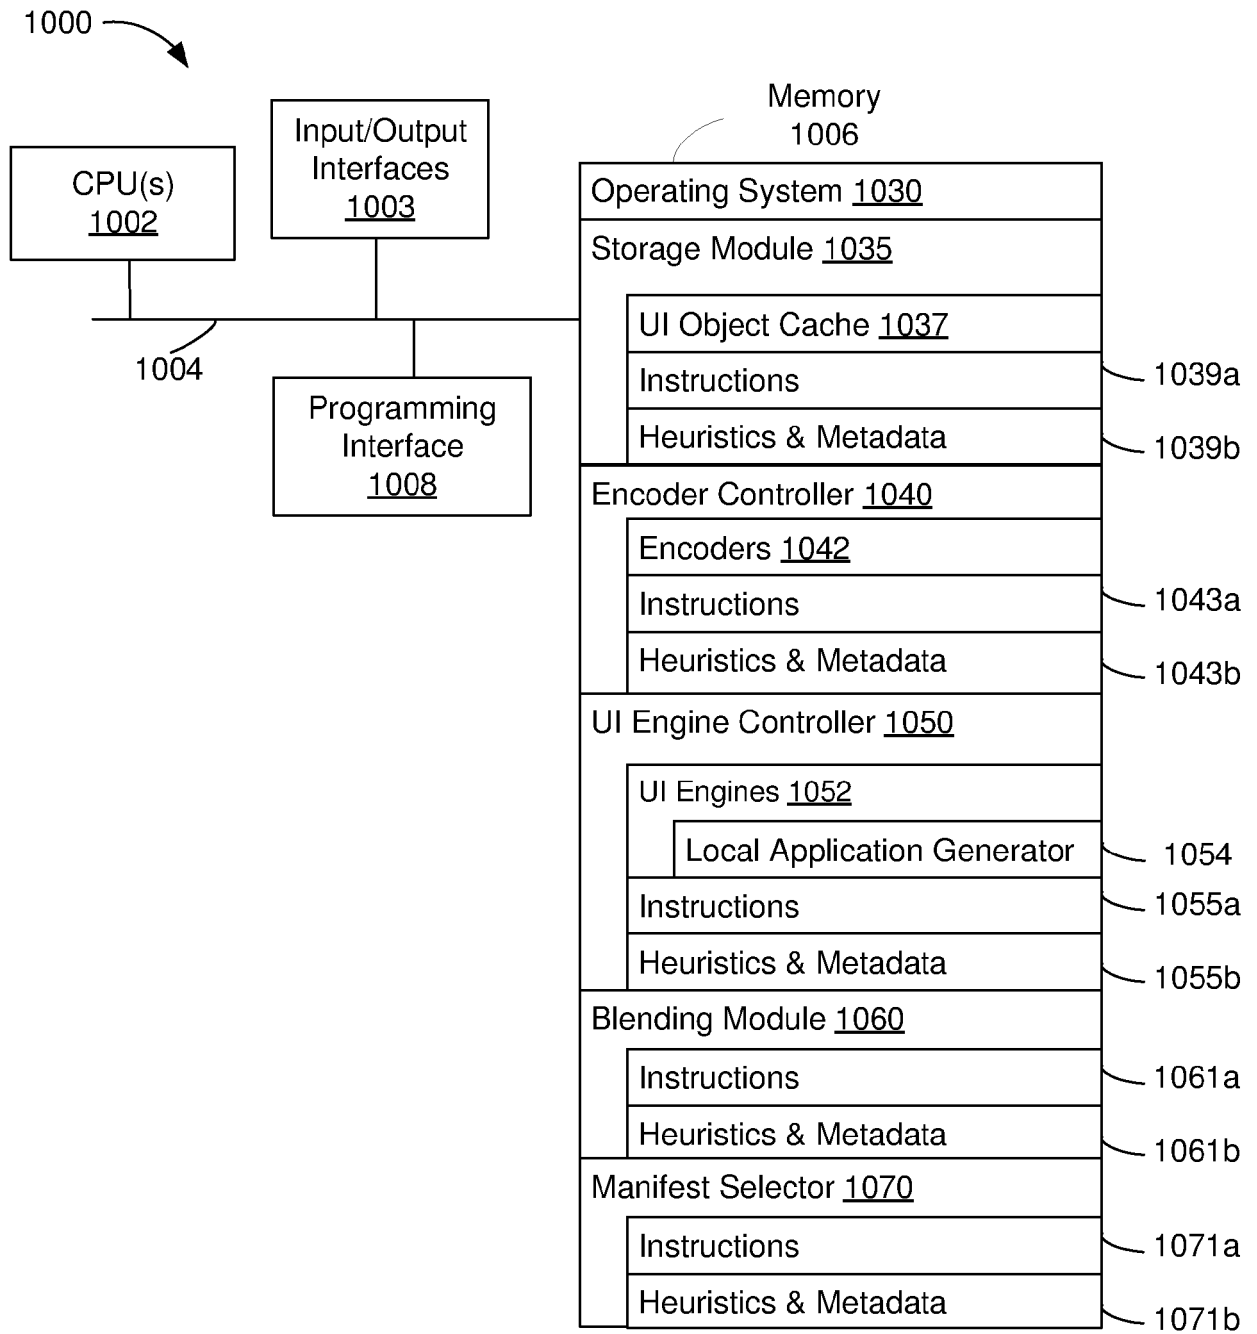 1000
Memory
1006
Input/Output
Interfaces
1003
CPU(s)
1002
1004
Programming
Interface
1008
Operating System 1030
Storage Module 1035
UI Object Cache 1037
Instructions
1039a
Heuristics & Metadata
1039b
Encoder Controller 1040
Encoders 1042
Instructions
1043a
Heuristics & Metadata
1043b
UI Engine Controller 1050
UI Engines 1052
Local Application Generator
1054
Instructions
1055a
Heuristics & Metadata
1055b
Blending Module 1060
Instructions
1061a
Heuristics & Metadata
1061b
Manifest Selector 1070
Instructions
1071a
Heuristics & Metadata
1071b